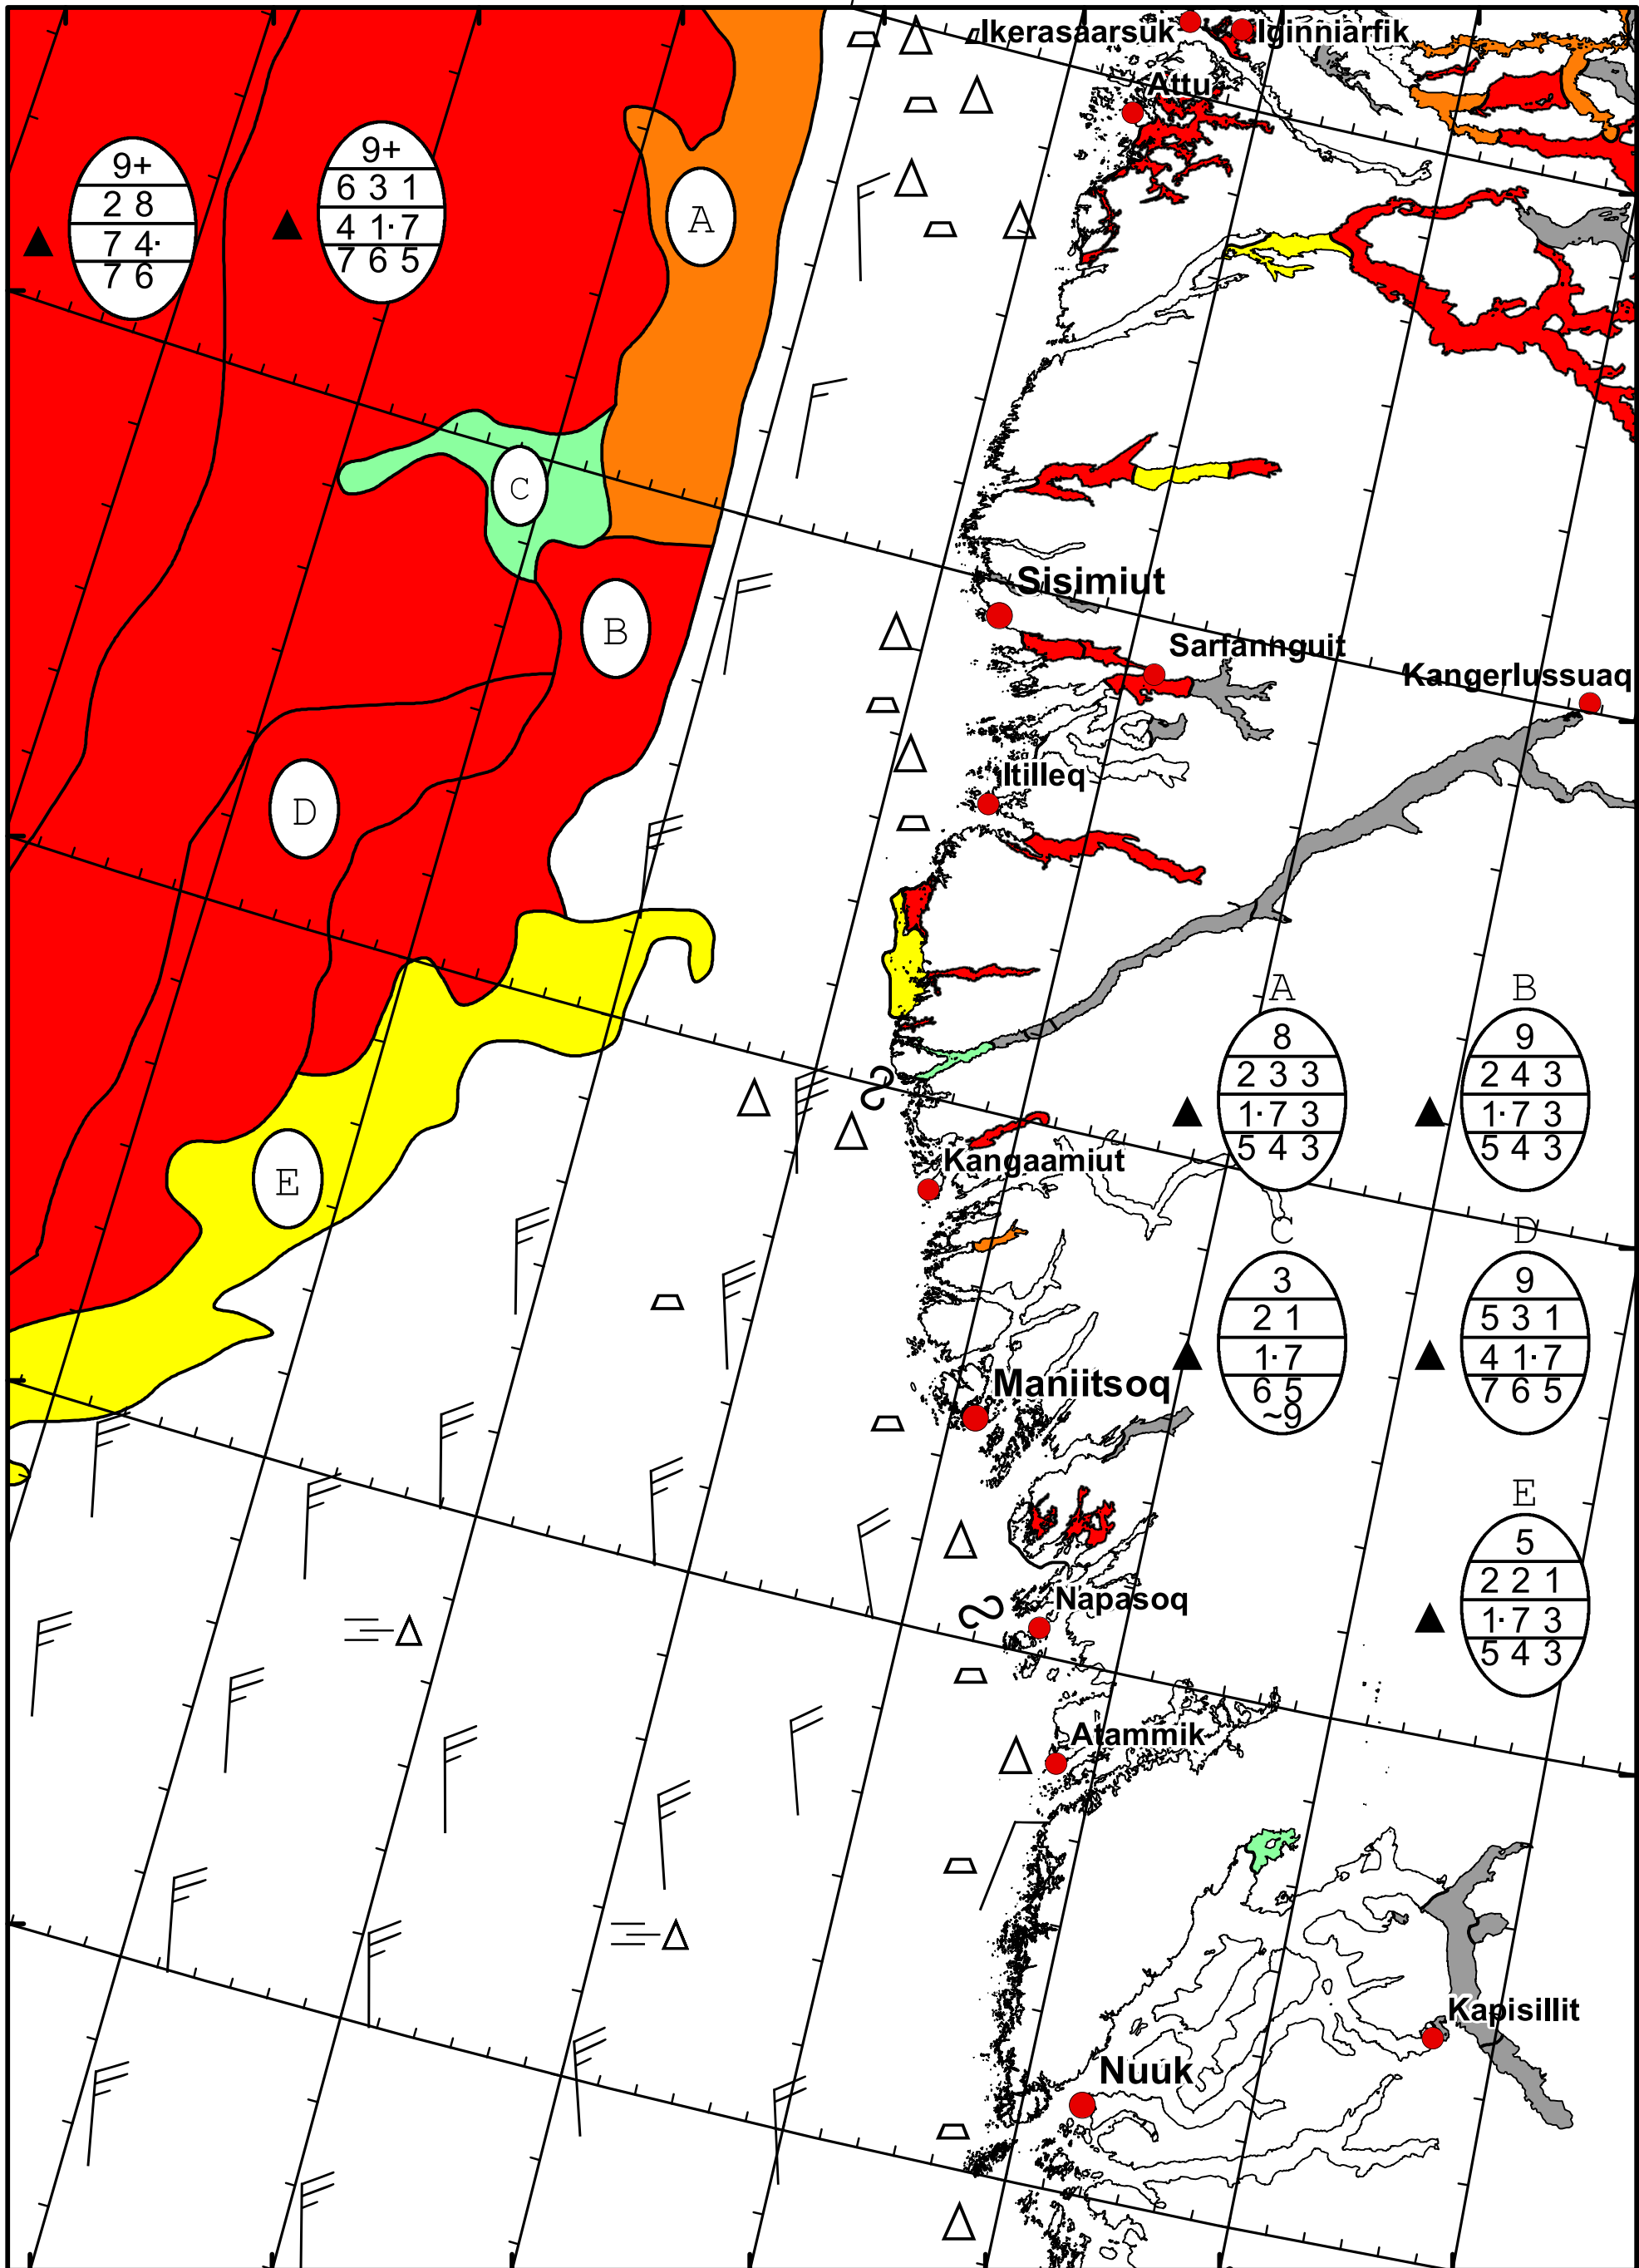 Ikerasaarsuk
Iginniarfik
Attu
9+
2 8
7 4·
7 6
9+
6 3 1
4 1·7
7 6 5
A
C
Sisimiut
B
Sarfannguit
Kangerlussuaq
Itilleq
D
A
8
2 3 3
1·7 3
5 4 3
B
9
2 4 3
1·7 3
5 4 3
Kangaamiut
E
C
3
2 1
1·7
6 5
~9
D
9
5 3 1
4 1·7
7 6 5
Maniitsoq
E
5
2 2 1
1·7 3
5 4 3
Napasoq
Atammik
Kapisillit
Nuuk